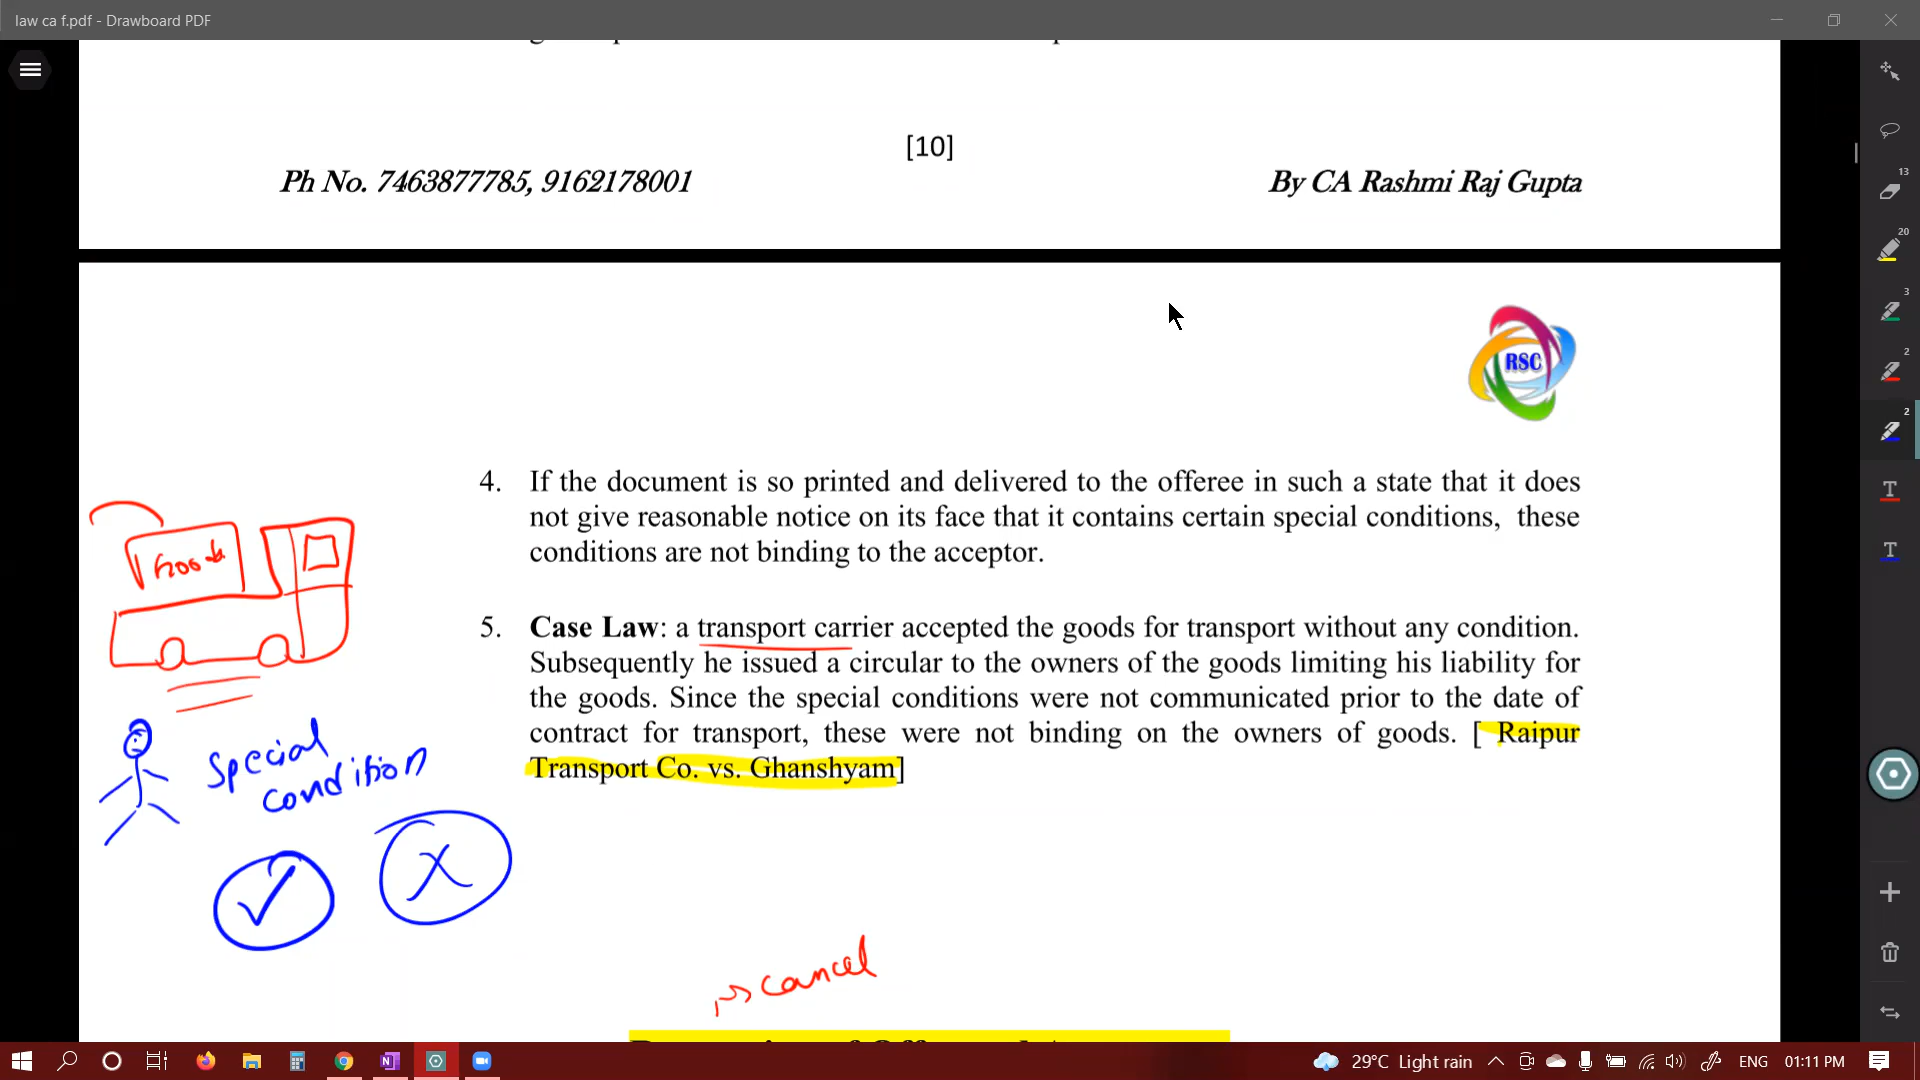 law ca f.pdf - Drawboard PDF
[10]
Ph No. 7463877785, 9162178001
By CA Rashmi Raj Gupta
RSC
4. If the document is so printed and delivered to the offeree in such a state that it does
not give reasonable notice on its face that it contains certain special conditions, these
conditions are not binding to the acceptor.
Goods
5. Case Law: a transport carrier accepted the goods for transport without any condition.
Subsequently he issued a circular to the owners of the goods limiting his liability for
the goods. Since the special conditions were not communicated prior to the date of
contract for transport, these were not binding on the owners of goods. [ Raipur
Transport Co. vs. Ghanshyam]
Special
condition
cancel
13
20
3
2
2
T
T
29°C Light rain
ENG
01:11 PM